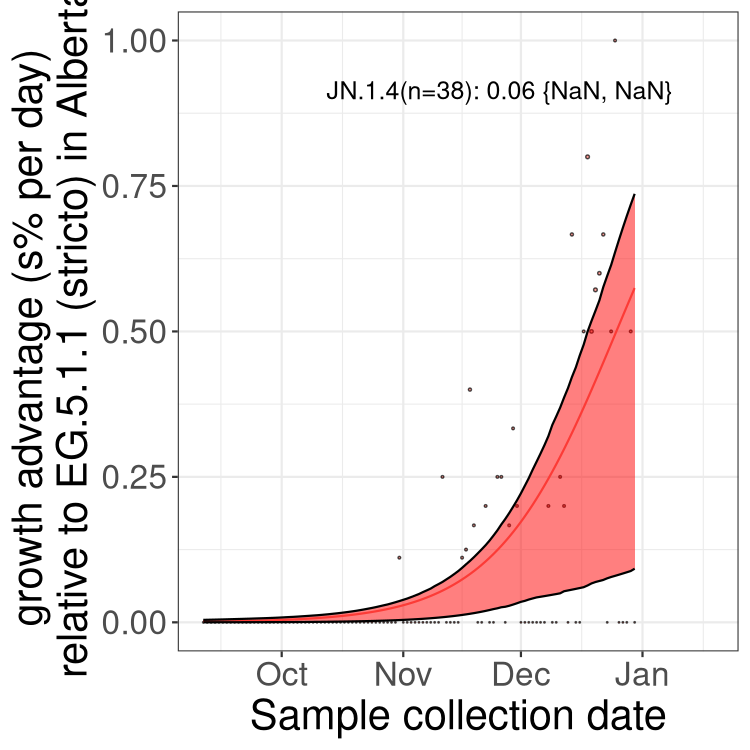 growth advantage (s% per day)
relative to EG.5.1.1 (stricto) in Alberta
1.00
0.75
0.50
0.25
0.00
JN.1.4(n=38): 0.06 {NaN, NaN}
Oct Nov Dec Jan
Sample collection date